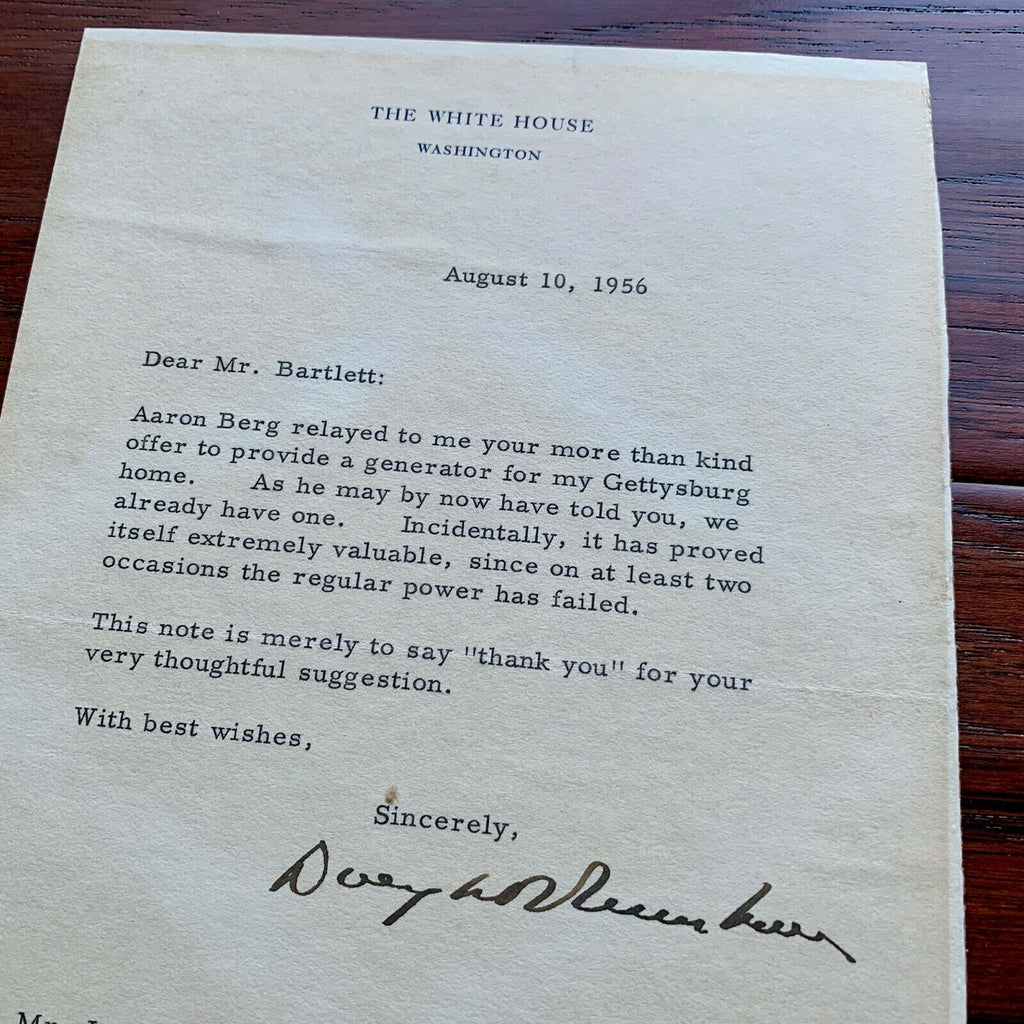 THE WHITE HOUSE
WASHINGTON
August 10, 1956
Dear Mr. Bartlett:
Aaron Berg relayed to me your more than kind
offer to provide a generator for my Gettysburg
home. As he may by now have told you, we
already have one. Incidentally, it has proved
itself extremely valuable, since on at least two
occasions the regular power has failed.
This note is merely to say "thank you" for your
very thoughtful suggestion.
With best wishes,
Sincerely,
Dwight D Eisenhower
Mr.